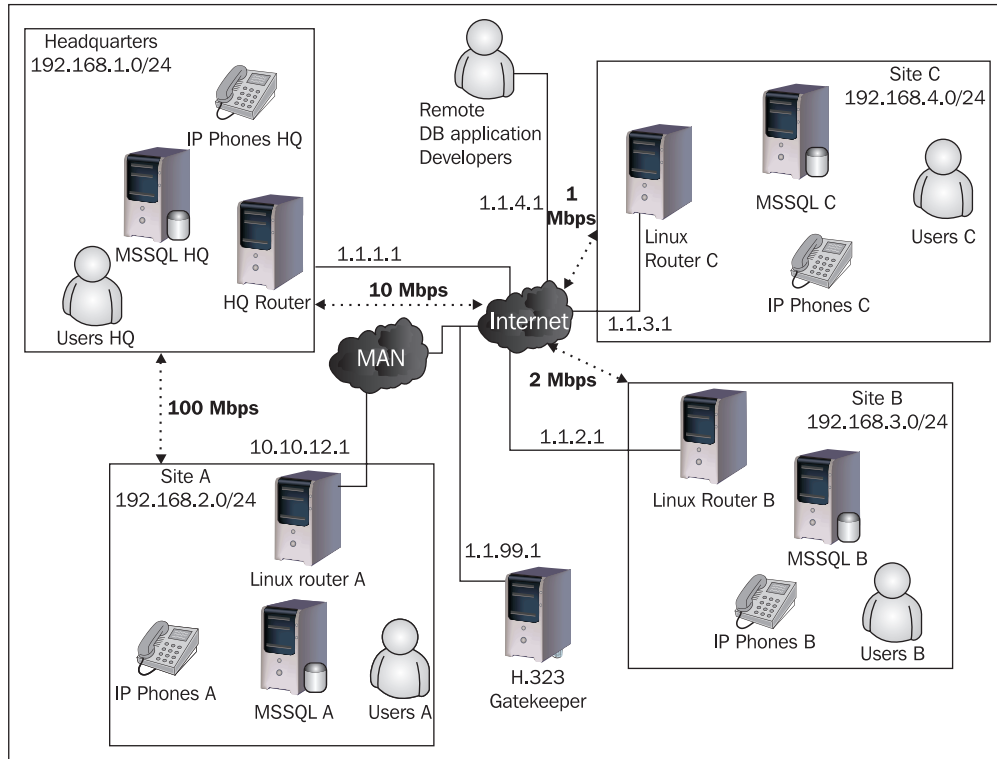 Headquarters
192.168.1.0/24
IP Phones HQ
MSSQL HQ
HQ Router
Users HQ
1.1.1.1
10 Mbps
Remote
DB application
Developers
1.1.4.1
1
Mbps
Internet
MAN
Site C
192.168.4.0/24
MSSQL C
Users C
Linux
Router C
IP Phones C
1.1.3.1
2 Mbps
100 Mbps
10.10.12.1
1.1.2.1
Site B
192.168.3.0/24
Linux Router B
MSSQL B
IP Phones B
Users B
Site A
192.168.2.0/24
Linux router A
IP Phones A
MSSQL A
Users A
1.1.99.1
H.323
Gatekeeper